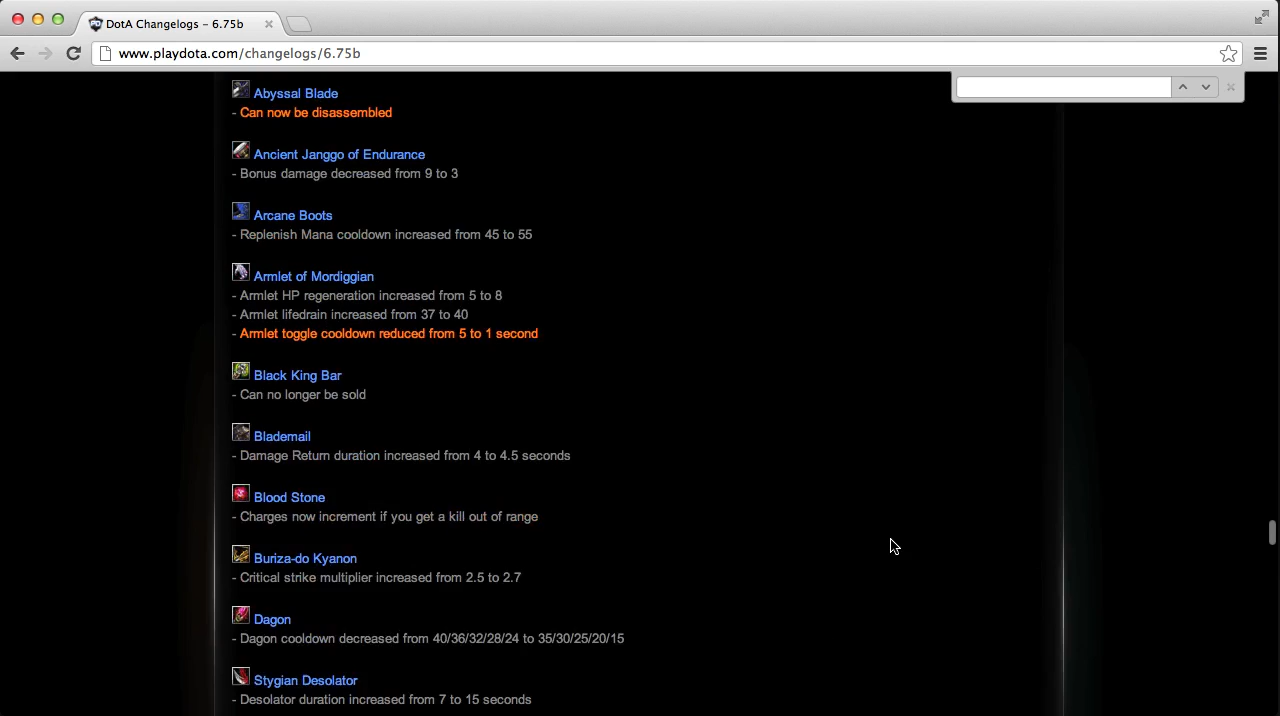 DotA Changelogs - 6.75b
www.playdota.com/changelogs/6.75b
Abyssal Blade
- Can now be disassembled
Ancient Janggo of Endurance
- Bonus damage decreased from 9 to 3
Arcane Boots
- Replenish Mana cooldown increased from 45 to 55
Armlet of Mordiggian
- Armlet HP regeneration increased from 5 to 8
- Armlet lifedrain increased from 37 to 40
- Armlet toggle cooldown reduced from 5 to 1 second
Black King Bar
- Can no longer be sold
Blademail
- Damage Return duration increased from 4 to 4.5 seconds
Blood Stone
- Charges now increment if you get a kill out of range
Buriza-do Kyanon
- Critical strike multiplier increased from 2.5 to 2.7
Dagon
- Dagon cooldown decreased from 40/36/32/28/24 to 35/30/25/20/15
Stygian Desolator
- Desolator duration increased from 7 to 15 seconds